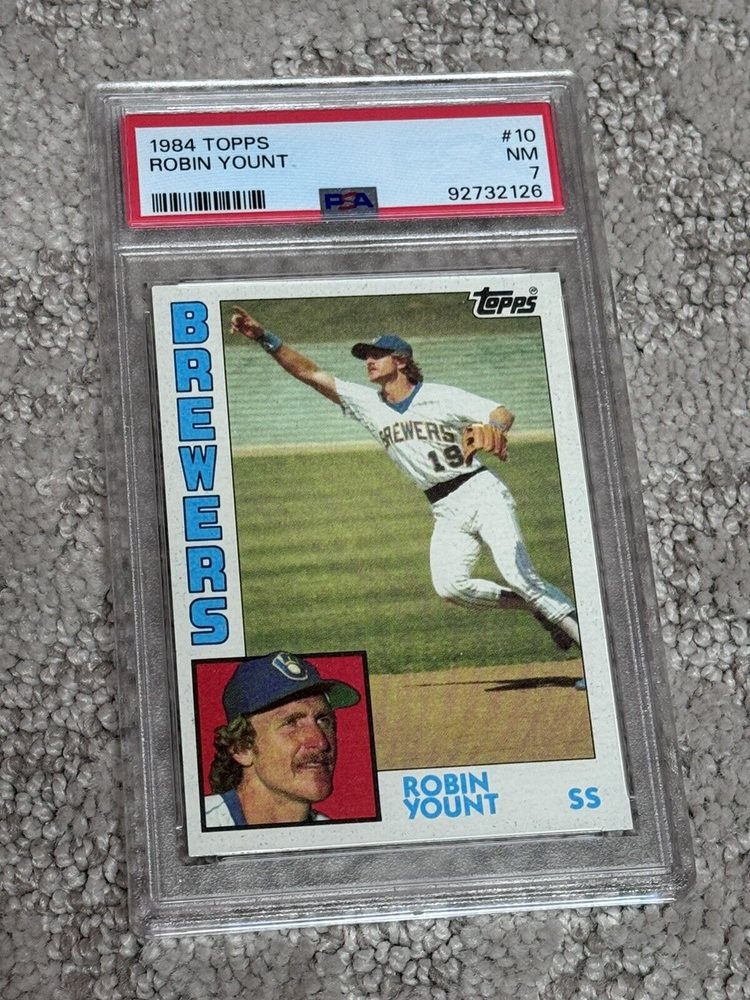 1984 TOPPS #10
ROBIN YOUNT NM
7
PSA 92732126
TOPPS
BREWERS
BREWERS
19
ROBIN
YOUNT SS